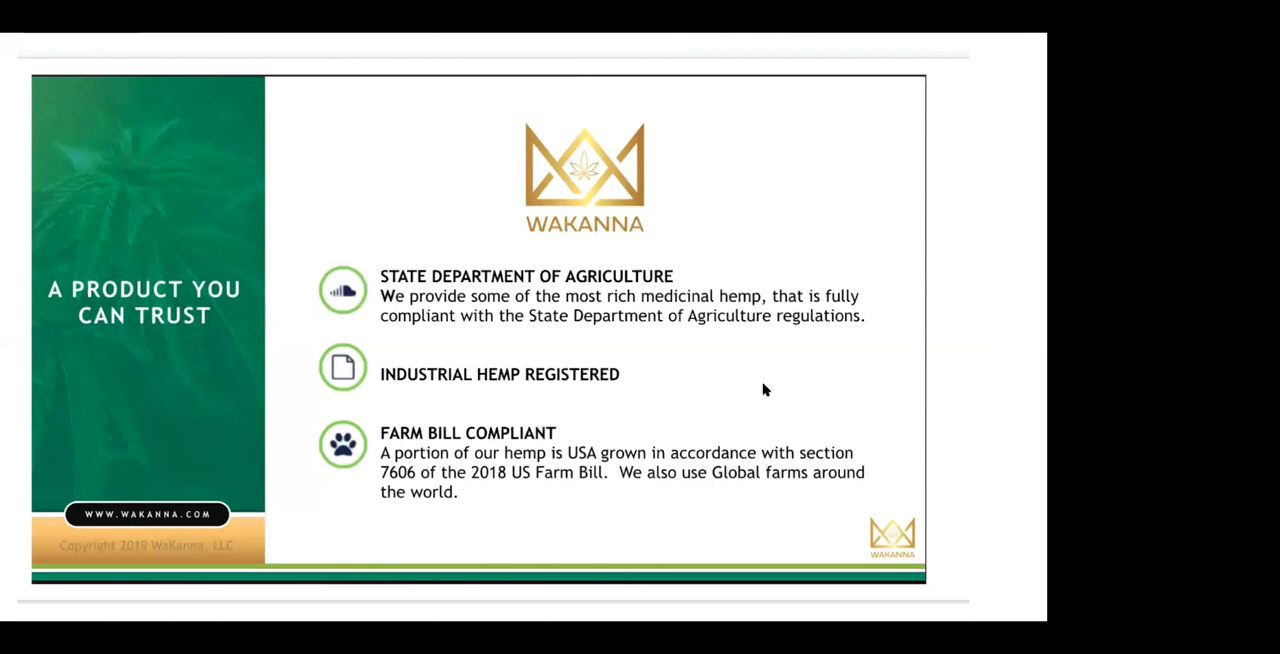 A PRODUCT YOU
CAN TRUST
WWW.WAKANNA.COM
Copyright 2019 WaKanna, LLC
WAKANNA
STATE DEPARTMENT OF AGRICULTURE
We provide some of the most rich medicinal hemp, that is fully
compliant with the State Department of Agriculture regulations.
INDUSTRIAL HEMP REGISTERED
FARM BILL COMPLIANT
A portion of our hemp is USA grown in accordance with section
7606 of the 2018 US Farm Bill.  We also use Global farms around
the world.
WAKANNA